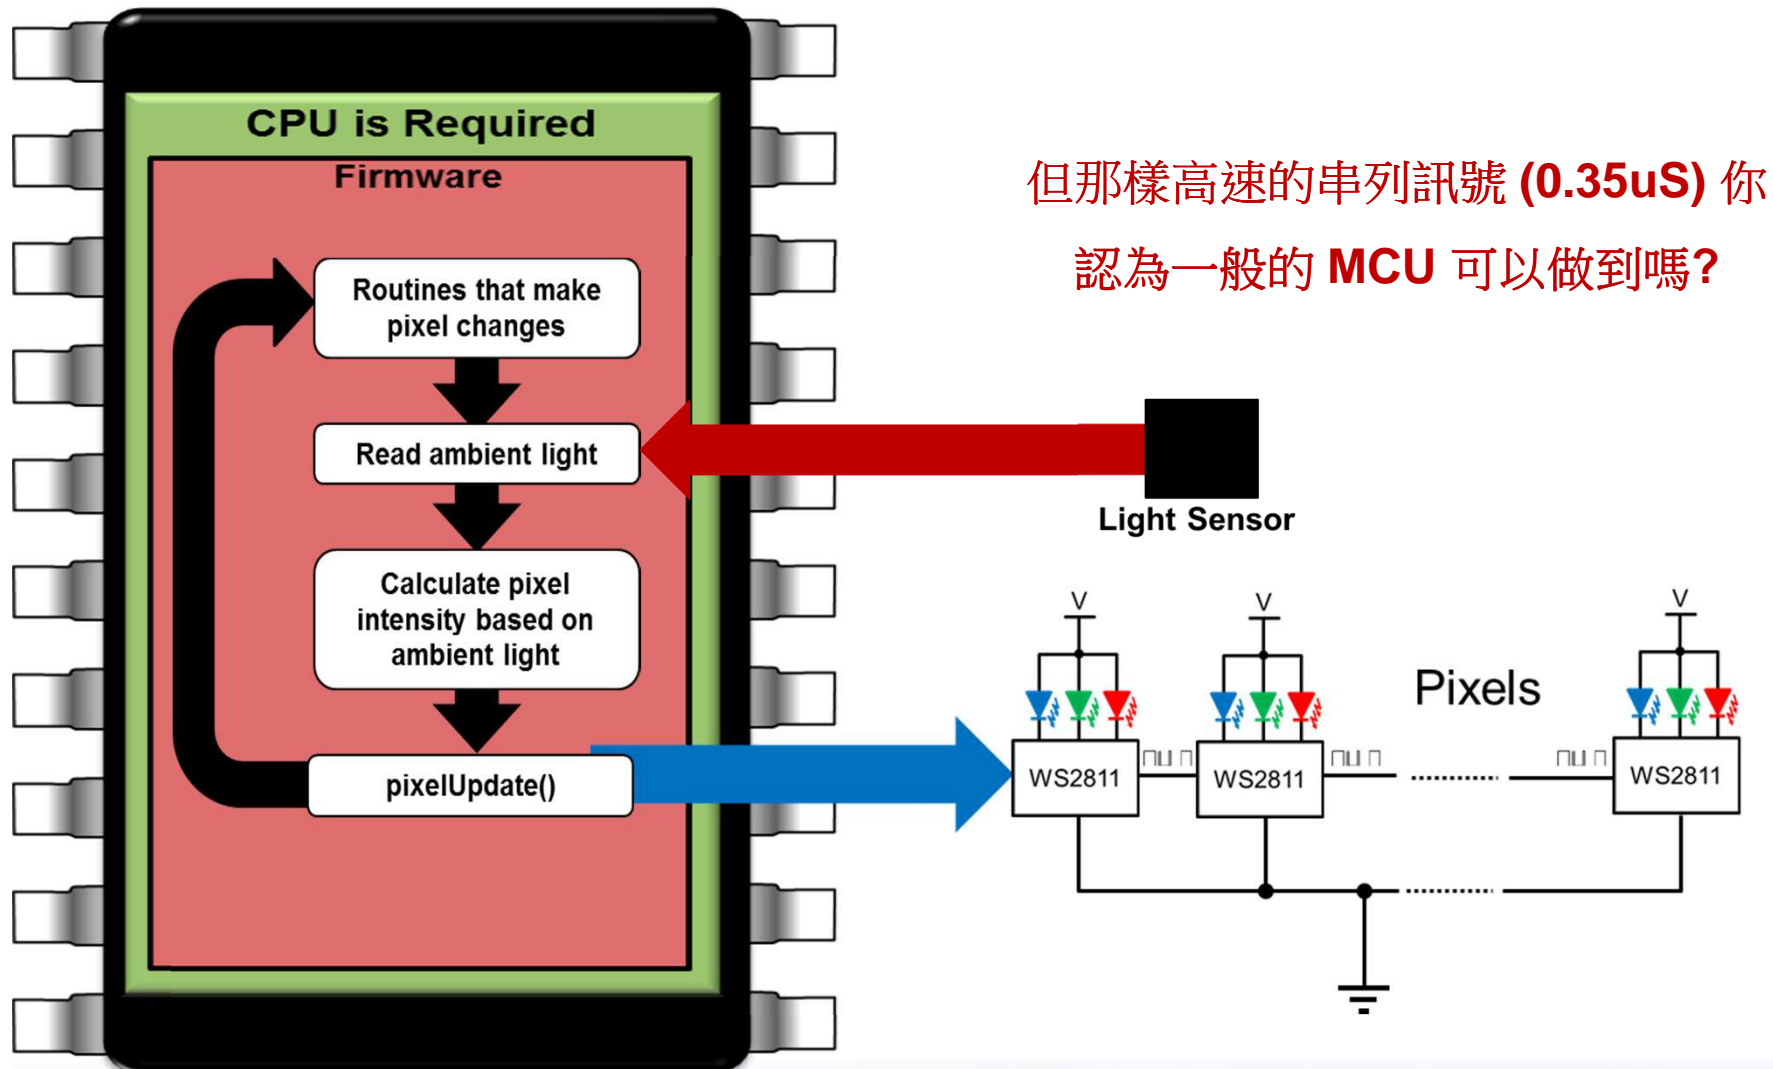 CPU is Required
Firmware
Routines that make
pixel changes
Read ambient light
Calculate pixel
intensity based on
ambient light
pixelUpdate()
但那樣高速的串列訊號 (0.35uS) 你
認為一般的 MCU 可以做到嗎?
Light Sensor
V
V
V
Pixels
WS2811
WS2811
WS2811